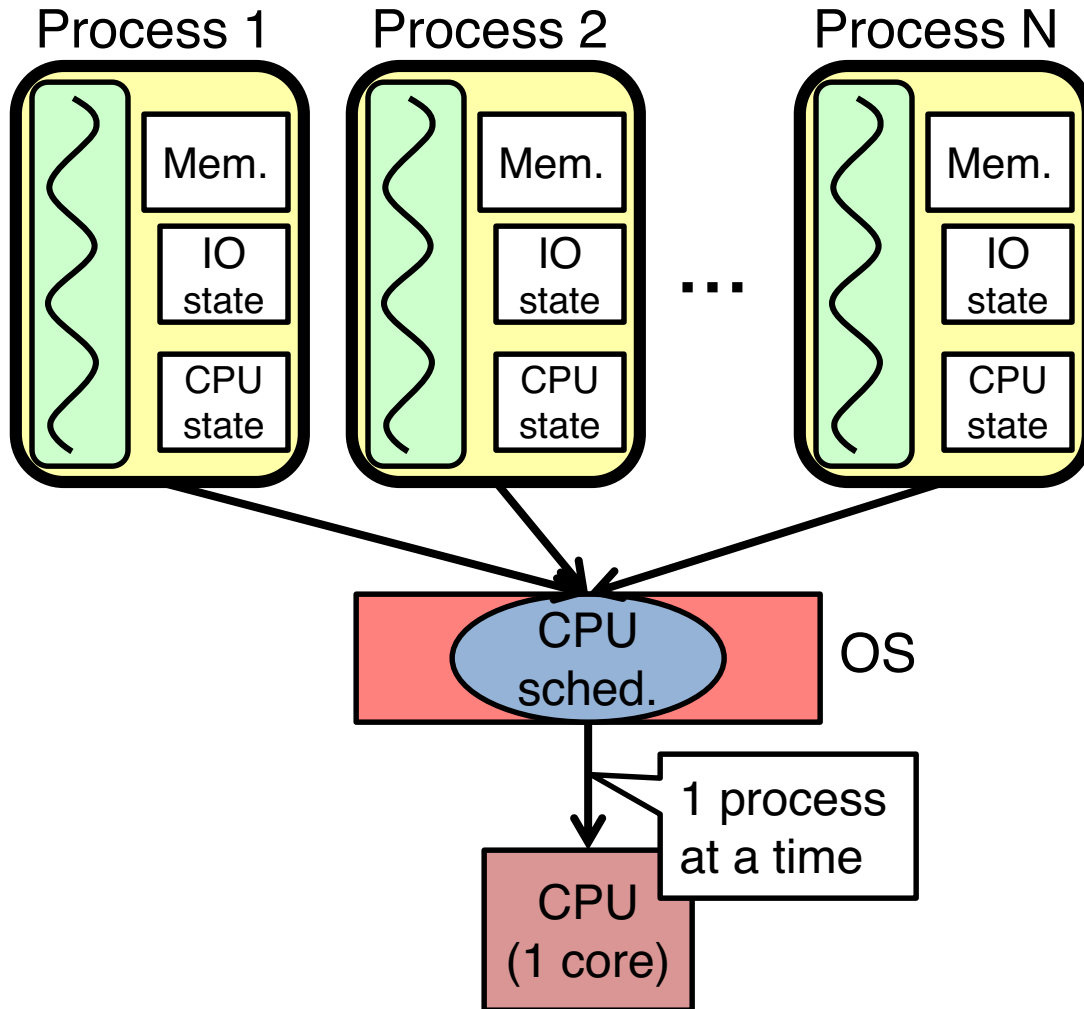 Process 1
Process 2
Process N
Mem.
IO
state
CPU
state
Mem.
IO
state
CPU
state
...
Mem.
IO
state
CPU
state
CPU
sched.
OS
1 process
at a time
CPU
(1 core)